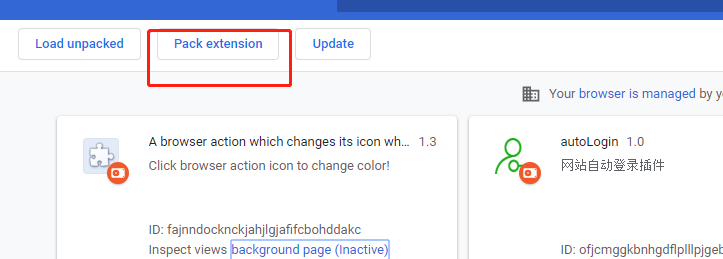 Load unpacked Pack extension Update
Your browser is managed by
A browser action which changes its icon wh... 1.3
Click browser action icon to change color!
autoLogin 1.0
网站自动登录插件
ID: fajnndocknckjahjlgjafifcbohddakc
Inspect views background page (Inactive)
ID: ofjcmggkbnhgdflplllpjgeb